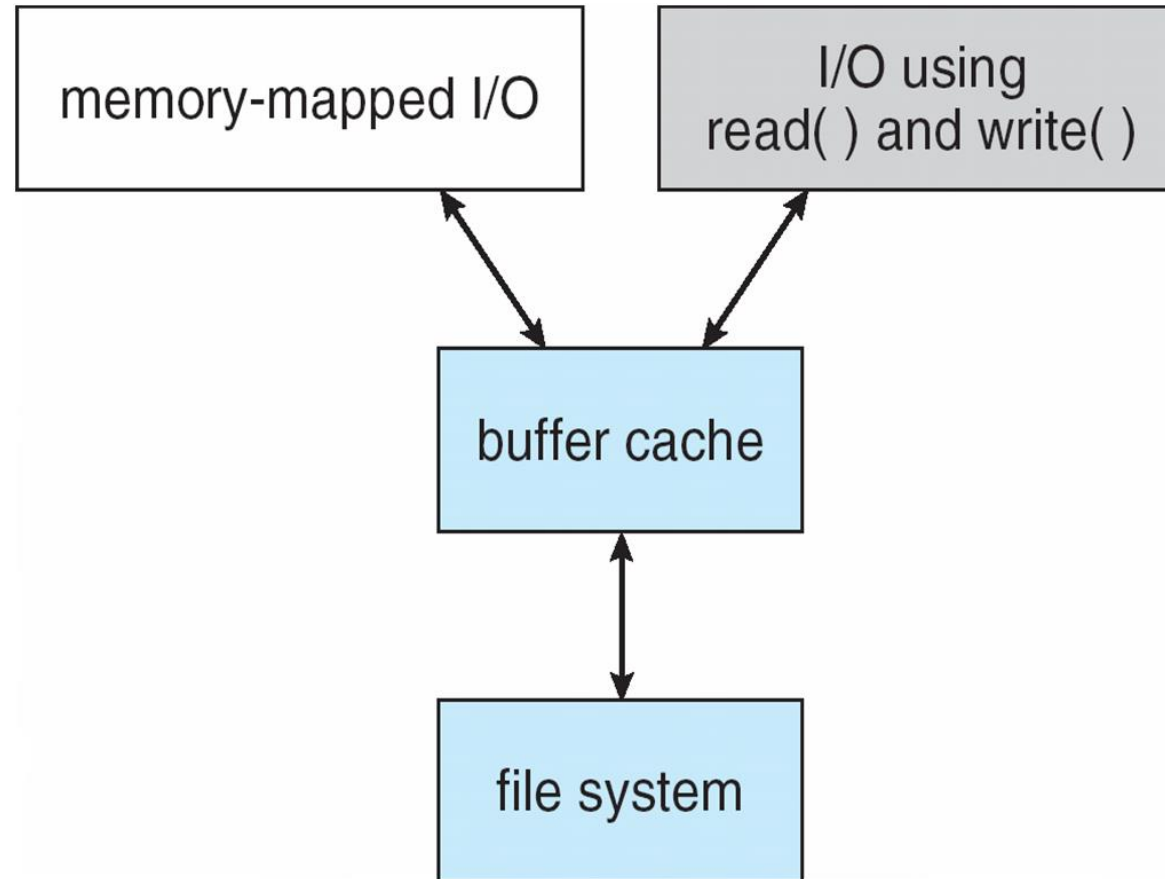 memory-mapped I/O
I/O using
read( ) and write( )
buffer cache
file system